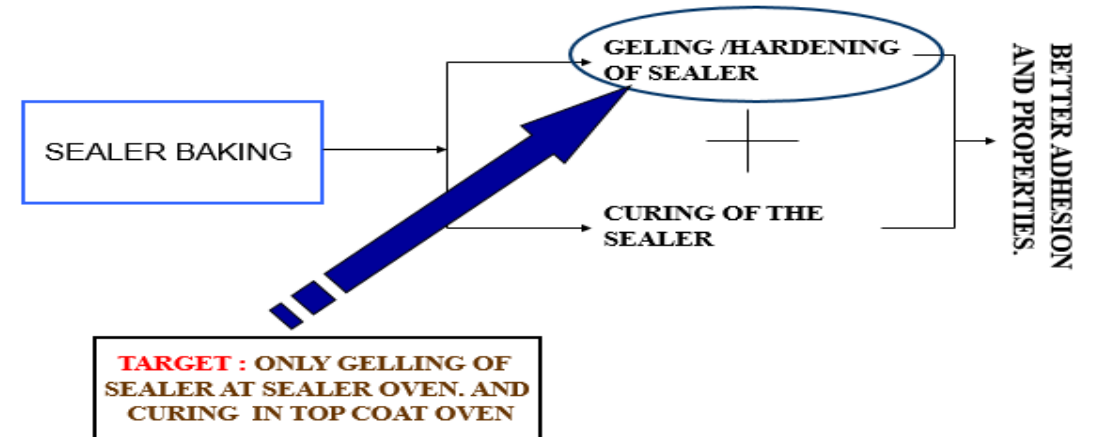 GELING /HARDENING
OF SEALER
SEALER BAKING
CURING OF THE
SEALER
BETTER ADHESION
AND PROPERTIES.
TARGET : ONLY GELLING OF
SEALER AT SEALER OVEN. AND
CURING IN TOP COAT OVEN